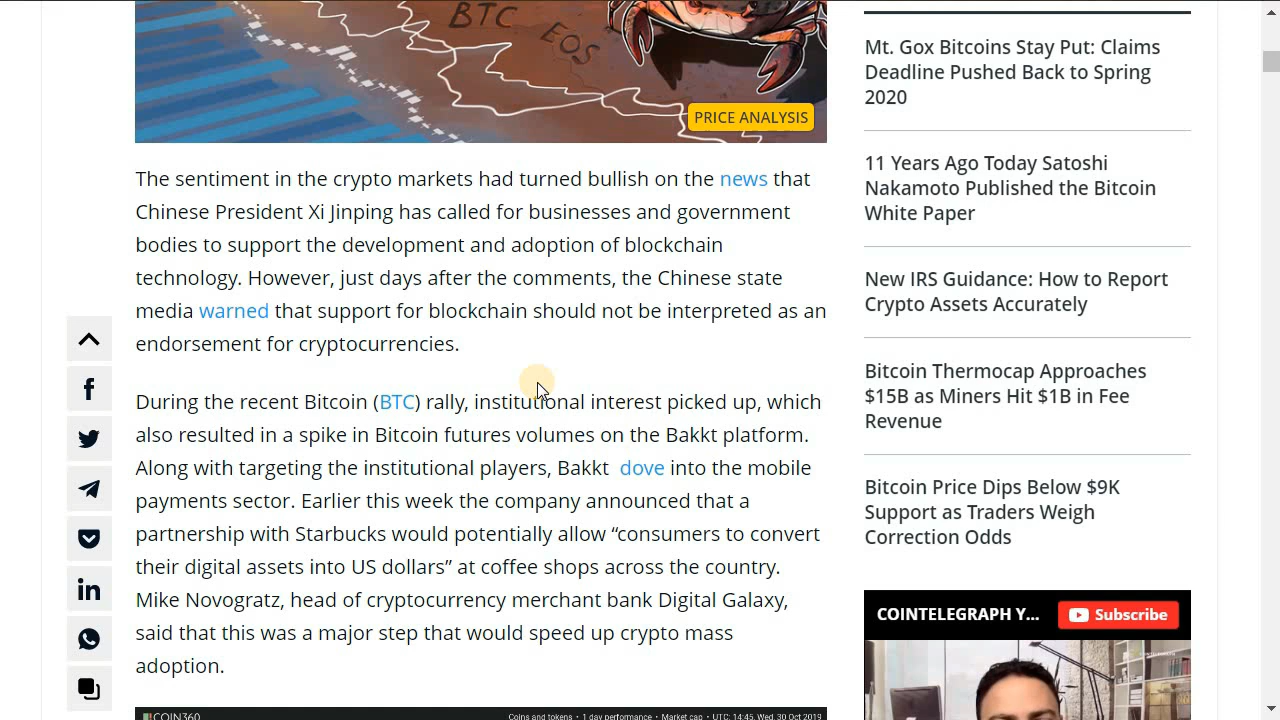 BTC
EOS
PRICE ANALYSIS
The sentiment in the crypto markets had turned bullish on the news that
Chinese President Xi Jinping has called for businesses and government
bodies to support the development and adoption of blockchain
technology. However, just days after the comments, the Chinese state
media warned that support for blockchain should not be interpreted as an
endorsement for cryptocurrencies.
During the recent Bitcoin (BTC) rally, institutional interest picked up, which
also resulted in a spike in Bitcoin futures volumes on the Bakkt platform.
Along with targeting the institutional players, Bakkt dove into the mobile
payments sector. Earlier this week the company announced that a
partnership with Starbucks would potentially allow “consumers to convert
their digital assets into US dollars” at coffee shops across the country.
Mike Novogratz, head of cryptocurrency merchant bank Digital Galaxy,
said that this was a major step that would speed up crypto mass
adoption.
COIN360
Coins and tokens • 1 day performance • Market cap • UTC: 14:45, Wed, 30 Oct 2019
Mt. Gox Bitcoins Stay Put: Claims
Deadline Pushed Back to Spring
2020
11 Years Ago Today Satoshi
Nakamoto Published the Bitcoin
White Paper
New IRS Guidance: How to Report
Crypto Assets Accurately
Bitcoin Thermocap Approaches
$15B as Miners Hit $1B in Fee
Revenue
Bitcoin Price Dips Below $9K
Support as Traders Weigh
Correction Odds
COINTELEGRAPH Y...
Subscribe